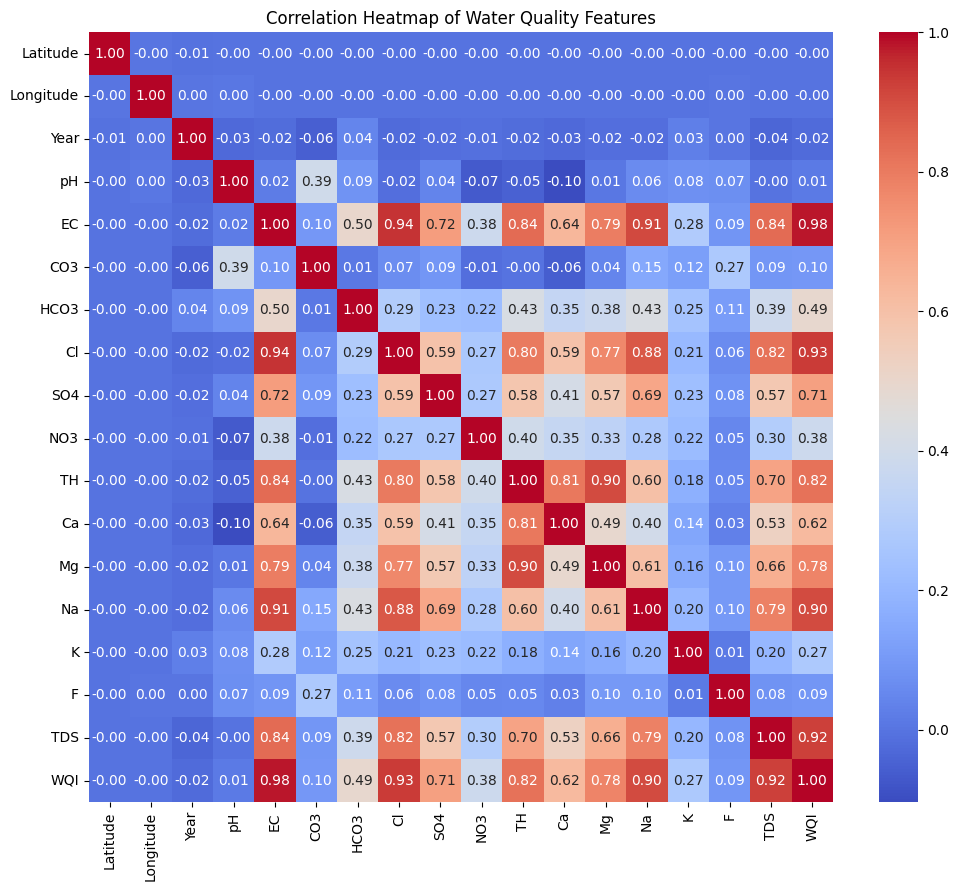 Correlation Heatmap of Water Quality Features
Latitude 1.00 -0.00 -0.01 -0.00 -0.00 -0.00 -0.00 -0.00 -0.00 -0.00 -0.00 -0.00 -0.00 -0.00 -0.00 -0.00 -0.00 -0.00
Longitude -0.00 1.00 0.00 0.00 -0.00 -0.00 -0.00 -0.00 -0.00 -0.00 -0.00 -0.00 -0.00 -0.00 -0.00 0.00 -0.00 -0.00
Year -0.01 0.00 1.00 -0.03 -0.02 -0.06 0.04 -0.02 -0.02 -0.01 -0.02 -0.03 -0.02 -0.02 0.03 0.00 -0.04 -0.02
pH -0.00 0.00 -0.03 1.00 0.02 0.39 0.09 -0.02 0.04 -0.07 -0.05 -0.10 0.01 0.06 0.08 0.07 -0.00 0.01
EC -0.00 -0.00 -0.02 0.02 1.00 0.10 0.50 0.94 0.72 0.38 0.84 0.64 0.79 0.91 0.28 0.09 0.84 0.98
CO3 -0.00 -0.00 -0.06 0.39 0.10 1.00 0.01 0.07 0.09 -0.01 -0.00 -0.06 0.04 0.15 0.12 0.27 0.09 0.10
HCO3 -0.00 -0.00 0.04 0.09 0.50 0.01 1.00 0.29 0.23 0.22 0.43 0.35 0.38 0.43 0.25 0.11 0.39 0.49
Cl -0.00 -0.00 -0.02 -0.02 0.94 0.07 0.29 1.00 0.59 0.27 0.80 0.59 0.77 0.88 0.21 0.06 0.82 0.93
SO4 -0.00 -0.00 -0.02 0.04 0.72 0.09 0.23 0.59 1.00 0.27 0.58 0.41 0.57 0.69 0.23 0.08 0.57 0.71
NO3 -0.00 -0.00 -0.01 -0.07 0.38 -0.01 0.22 0.27 0.27 1.00 0.40 0.35 0.33 0.28 0.22 0.05 0.30 0.38
TH -0.00 -0.00 -0.02 -0.05 0.84 -0.00 0.43 0.80 0.58 0.40 1.00 0.81 0.90 0.60 0.18 0.05 0.70 0.82
Ca -0.00 -0.00 -0.03 -0.10 0.64 -0.06 0.35 0.59 0.41 0.35 0.81 1.00 0.49 0.40 0.14 0.03 0.53 0.62
Mg -0.00 -0.00 -0.02 0.01 0.79 0.04 0.38 0.77 0.57 0.33 0.90 0.49 1.00 0.61 0.16 0.10 0.66 0.78
Na -0.00 -0.00 -0.02 0.06 0.91 0.15 0.43 0.88 0.69 0.28 0.60 0.40 0.61 1.00 0.20 0.10 0.79 0.90
K -0.00 -0.00 0.03 0.08 0.28 0.12 0.25 0.21 0.23 0.22 0.18 0.14 0.16 0.20 1.00 0.01 0.20 0.27
F -0.00 0.00 0.00 0.07 0.09 0.27 0.11 0.06 0.08 0.05 0.05 0.03 0.10 0.10 0.01 1.00 0.08 0.09
TDS -0.00 -0.00 -0.04 -0.00 0.84 0.09 0.39 0.82 0.57 0.30 0.70 0.53 0.66 0.79 0.20 0.08 1.00 0.92
WQI -0.00 -0.00 -0.02 0.01 0.98 0.10 0.49 0.93 0.71 0.38 0.82 0.62 0.78 0.90 0.27 0.09 0.92 1.00
Latitude Longitude Year pH EC CO3 HCO3 Cl SO4 NO3 TH Ca Mg Na K F TDS WQI
1.0
0.8
0.6
0.4
0.2
0.0